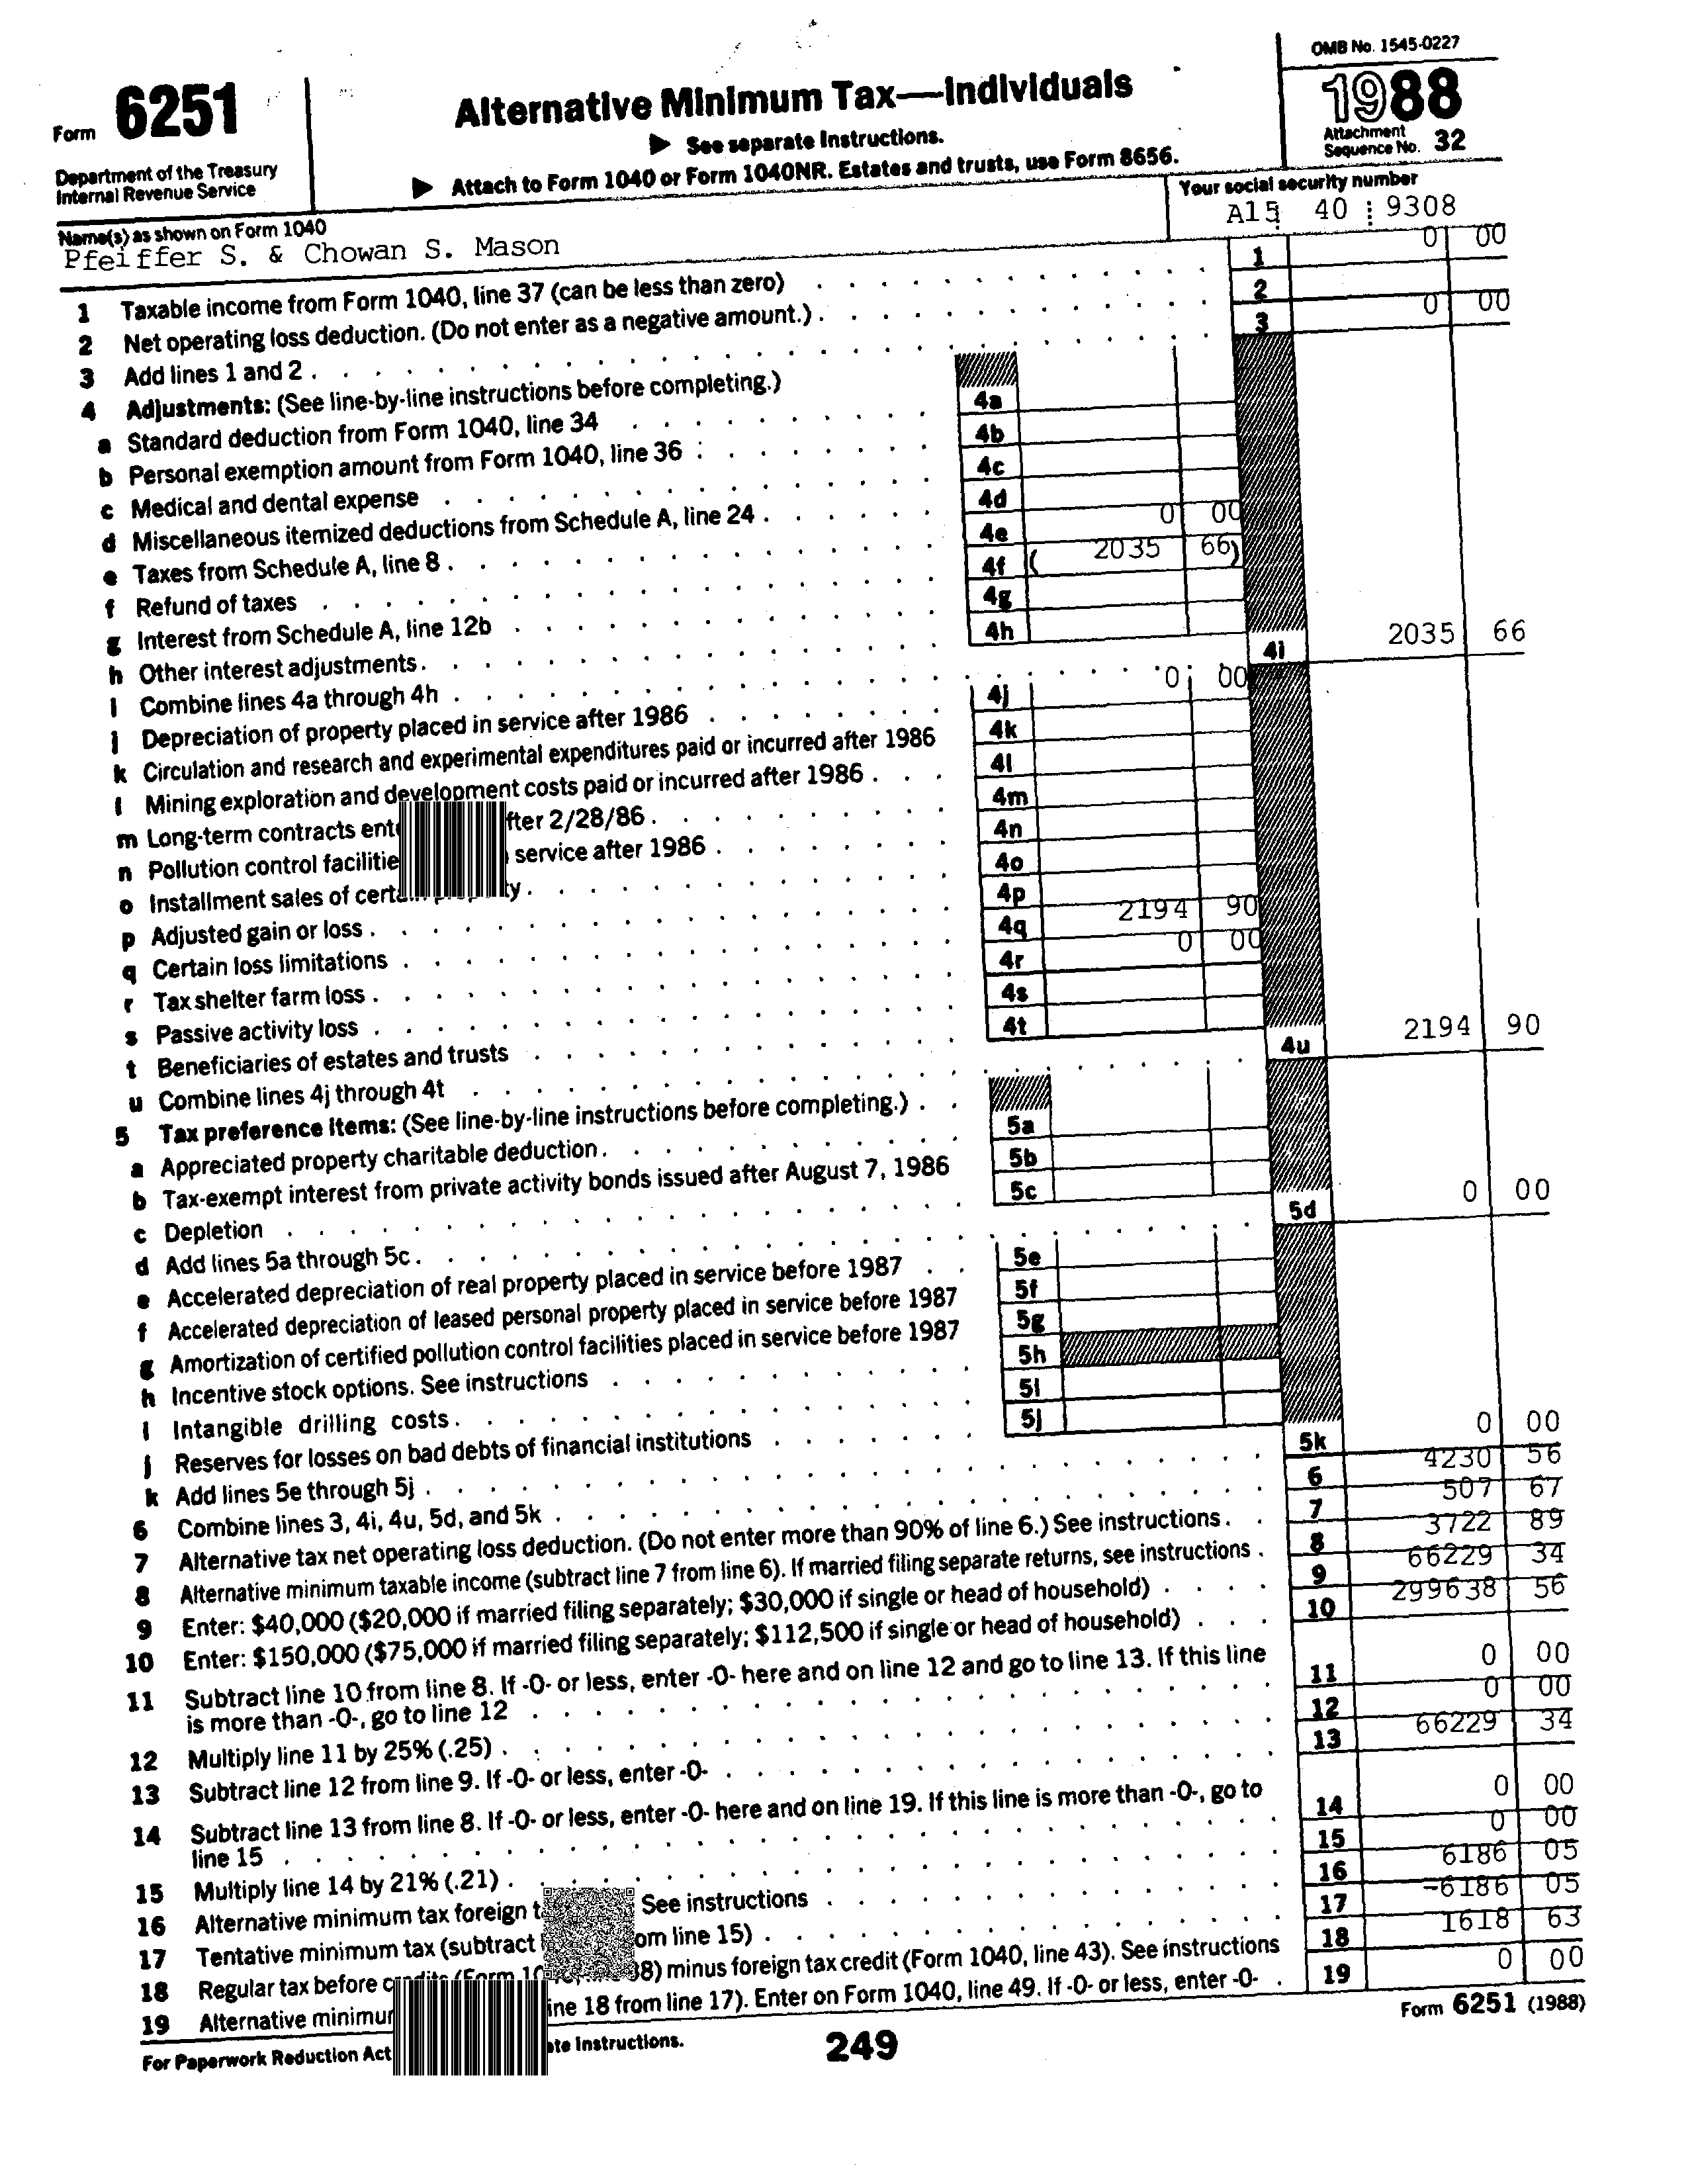 OMB No. 1545-0227
Form 6251
Alternative Minimum Tax—Individuals
1988
▶ See separate Instructions.
Attachment
Sequence No. 32
Department of the Treasury
Internal Revenue Service
▶ Attach to Form 1040 or Form 1040NR. Estates and trusts, use Form 8656.
Name(s) as shown on Form 1040
Your social security number
Pfeiffer S. & Chowan S. Mason
A15 40 9308
1 Taxable income from Form 1040, line 37 (can be less than zero) 1 0 00
2 Net operating loss deduction. (Do not enter as a negative amount.) 2
3 Add lines 1 and 2 3 0 00
4 Adjustments: (See line-by-line instructions before completing.)
a Standard deduction from Form 1040, line 34 4a
b Personal exemption amount from Form 1040, line 36 4b
c Medical and dental expense 4c
d Miscellaneous itemized deductions from Schedule A, line 24 4d
e Taxes from Schedule A, line 8 4e 0 00
f Refund of taxes 4f ( 2035 66)
g Interest from Schedule A, line 12b 4g
h Other interest adjustments 4h
i Combine lines 4a through 4h 4i 2035 66
j Depreciation of property placed in service after 1986 4j 0 00
k Circulation and research and experimental expenditures paid or incurred after 1986 4k
l Mining exploration and development costs paid or incurred after 1986 4l
m Long-term contracts ent fter 2/28/86 4m
n Pollution control facilitie service after 1986 4n
o Installment sales of certain property 4o
p Adjusted gain or loss 4p
q Certain loss limitations 4q 2194 90
r Tax shelter farm loss 4r 0 00
s Passive activity loss 4s
t Beneficiaries of estates and trusts 4t
u Combine lines 4j through 4t 4u 2194 90
5 Tax preference items: (See line-by-line instructions before completing.)
a Appreciated property charitable deduction 5a
b Tax-exempt interest from private activity bonds issued after August 7, 1986 5b
c Depletion 5c
d Add lines 5a through 5c 5d 0 00
e Accelerated depreciation of real property placed in service before 1987 5e
f Accelerated depreciation of leased personal property placed in service before 1987 5f
g Amortization of certified pollution control facilities placed in service before 1987 5g
h Incentive stock options. See instructions 5h
i Intangible drilling costs 5i
j Reserves for losses on bad debts of financial institutions 5j
k Add lines 5e through 5j 5k 0 00
6 Combine lines 3, 4i, 4u, 5d, and 5k 6 4230 56
7 Alternative tax net operating loss deduction. (Do not enter more than 90% of line 6.) See instructions 7 507 67
8 Alternative minimum taxable income (subtract line 7 from line 6). If married filing separate returns, see instructions 8 3722 89
9 Enter: $40,000 ($20,000 if married filing separately; $30,000 if single or head of household) 9 66229 34
10 Enter: $150,000 ($75,000 if married filing separately; $112,500 if single or head of household) 10 299638 56
11 Subtract line 10 from line 8. If -0- or less, enter -0- here and on line 12 and go to line 13. If this line
is more than -0-, go to line 12 11 0 00
12 Multiply line 11 by 25% (.25) 12 0 00
13 Subtract line 12 from line 9. If -0- or less, enter -0- 13 66229 34
14 Subtract line 13 from line 8. If -0- or less, enter -0- here and on line 19. If this line is more than -0-, go to
line 15 14 0 00
15 Multiply line 14 by 21% (.21) 15 0 00
16 Alternative minimum tax foreign t See instructions 16 6186 05
17 Tentative minimum tax (subtract om line 15) 17 -6186 05
18 Regular tax before credits (Form 10 38) minus foreign tax credit (Form 1040, line 43). See instructions 18 1618 63
19 Alternative minimu ine 18 from line 17). Enter on Form 1040, line 49. If -0- or less, enter -0- 19 0 00
For Paperwork Reduction Act ate Instructions.
249
Form 6251 (1988)